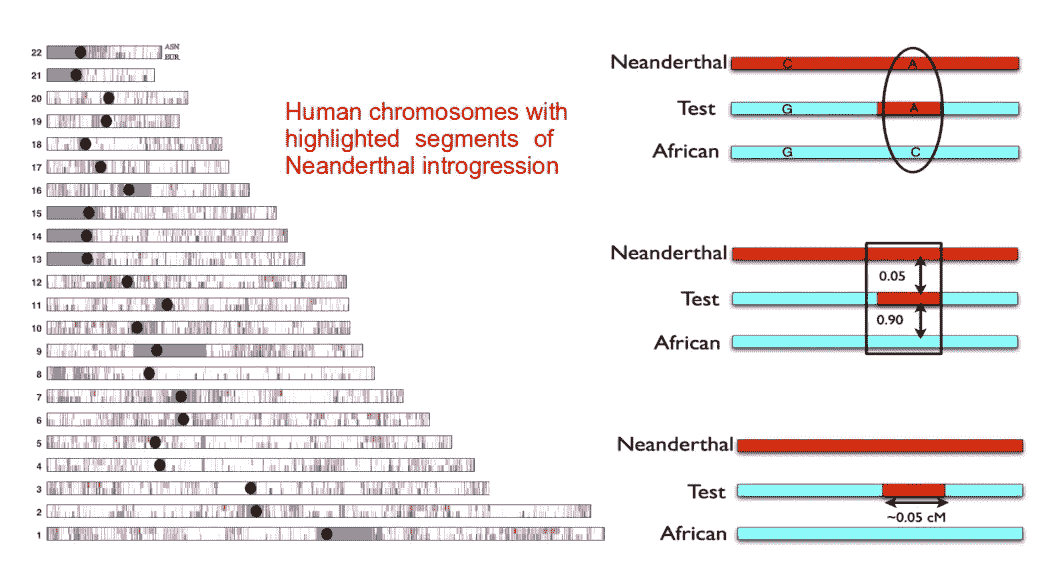 22
ASN
EUR
21
20
19
18
17
16
15
14
13
12
11
10
9
8
7
6
5
4
3
2
1
Human chromosomes with
highlighted segments of
Neanderthal introgression
Neanderthal C A
Test G A
African G C
Neanderthal
0.05
Test
0.90
African
Neanderthal
Test
~0.05 cM
African